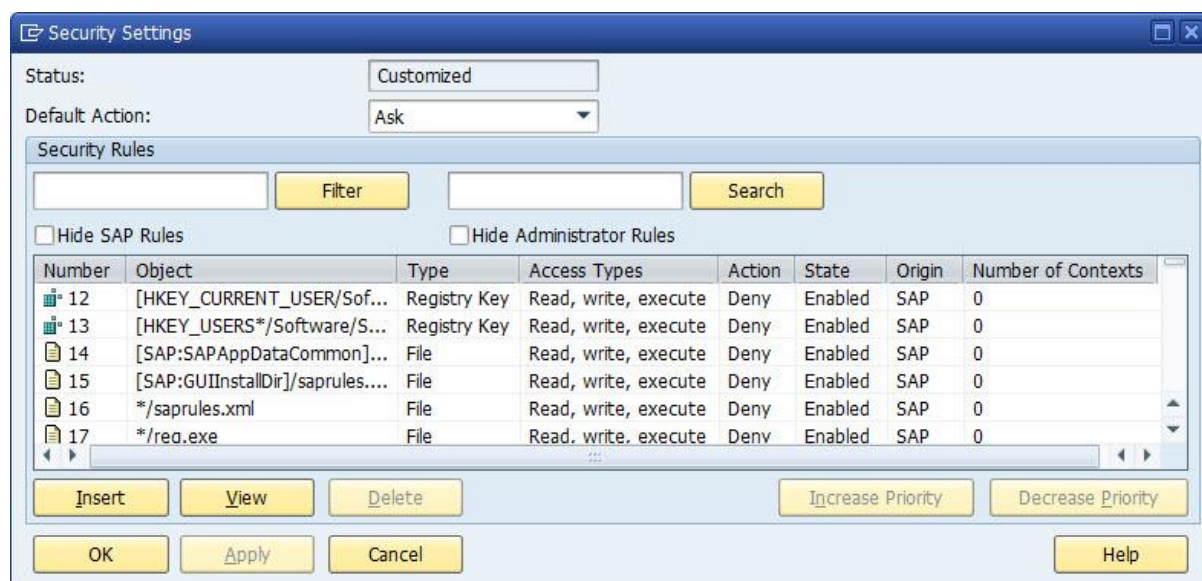 Security Settings
Status: Customized
Default Action: Ask
Security Rules
Filter Search
Hide SAP Rules Hide Administrator Rules
Number Object Type Access Types Action State Origin Number of Contexts
12 [HKEY_CURRENT_USER/Sof... Registry Key Read, write, execute Deny Enabled SAP 0
13 [HKEY_USERS*/Software/S... Registry Key Read, write, execute Deny Enabled SAP 0
14 [SAP:SAPAppDataCommon]... File Read, write, execute Deny Enabled SAP 0
15 [SAP:GUIInstallDir]/saprules.... File Read, write, execute Deny Enabled SAP 0
16 */saprules.xml File Read, write, execute Deny Enabled SAP 0
17 */reg.exe File Read, write, execute Deny Enabled SAP 0
Insert View Delete Increase Priority Decrease Priority
OK Apply Cancel Help